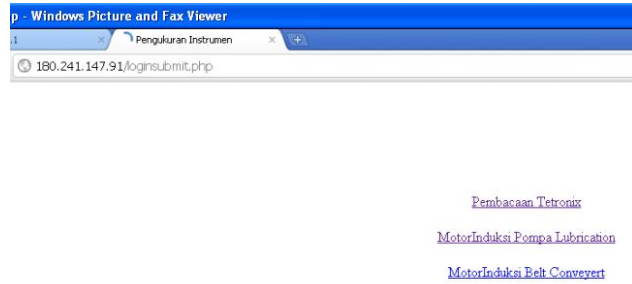 p - Windows Picture and Fax Viewer
.1
Pengukuran Instrumen
180.241.147.91/loginsubmit.php
Pembacaan Tetronix
MotorInduksi Pompa Lubrication
MotorInduksi Belt Conveyert